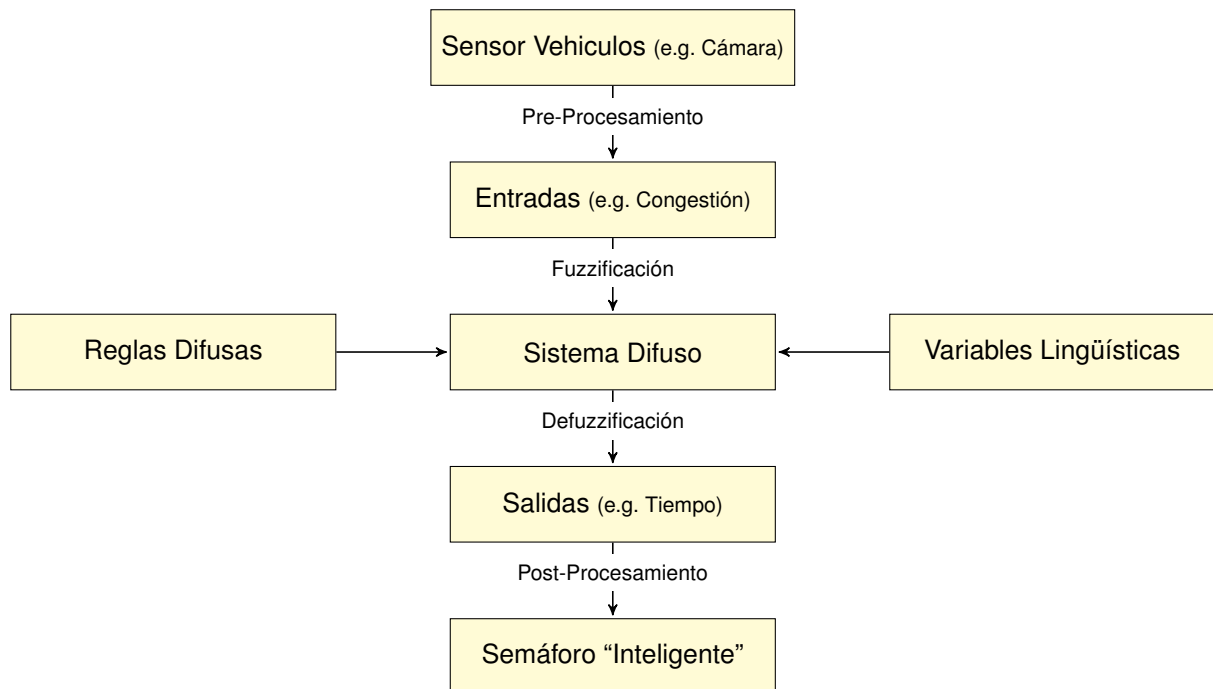 Sensor Vehiculos (e.g. Cámara)
Pre-Procesamiento
Entradas (e.g. Congestión)
Fuzzificación
Reglas Difusas
Sistema Difuso
Variables Lingüísticas
Defuzzificación
Salidas (e.g. Tiempo)
Post-Procesamiento
Semáforo “Inteligente”